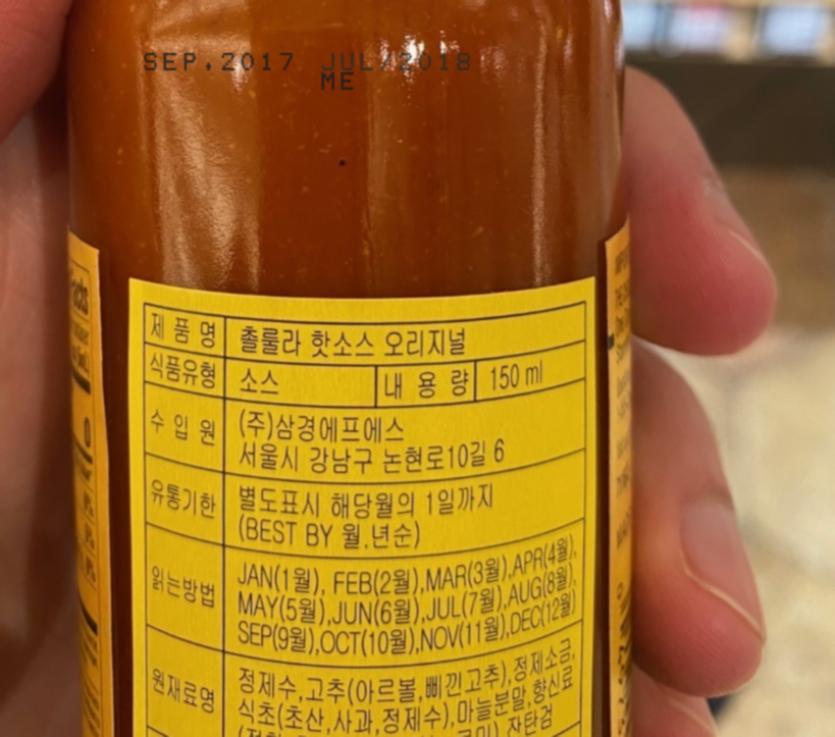 SEP.2017 JUL/2018
ME
제 품 명 촐룰라 핫소스 오리지널
식품유형 소스 내 용 량 150 ml
수 입 원 (주)삼경에프에스
서울시 강남구 논현로10길 6
유통기한 별도표시 해당월의 1일까지
(BEST BY 월.년순)
읽는방법 JAN(1월), FEB(2월),MAR(3월),APR(4월),
MAY(5월),JUN(6월),JUL(7월),AUG(8월),
SEP(9월),OCT(10월),NOV(11월),DEC(12월)
원재료명 정제수,고추(아르볼,삐낀고추),정제소금,
식초(초산,사과,정제수),마늘분말,향신료
잔탄검